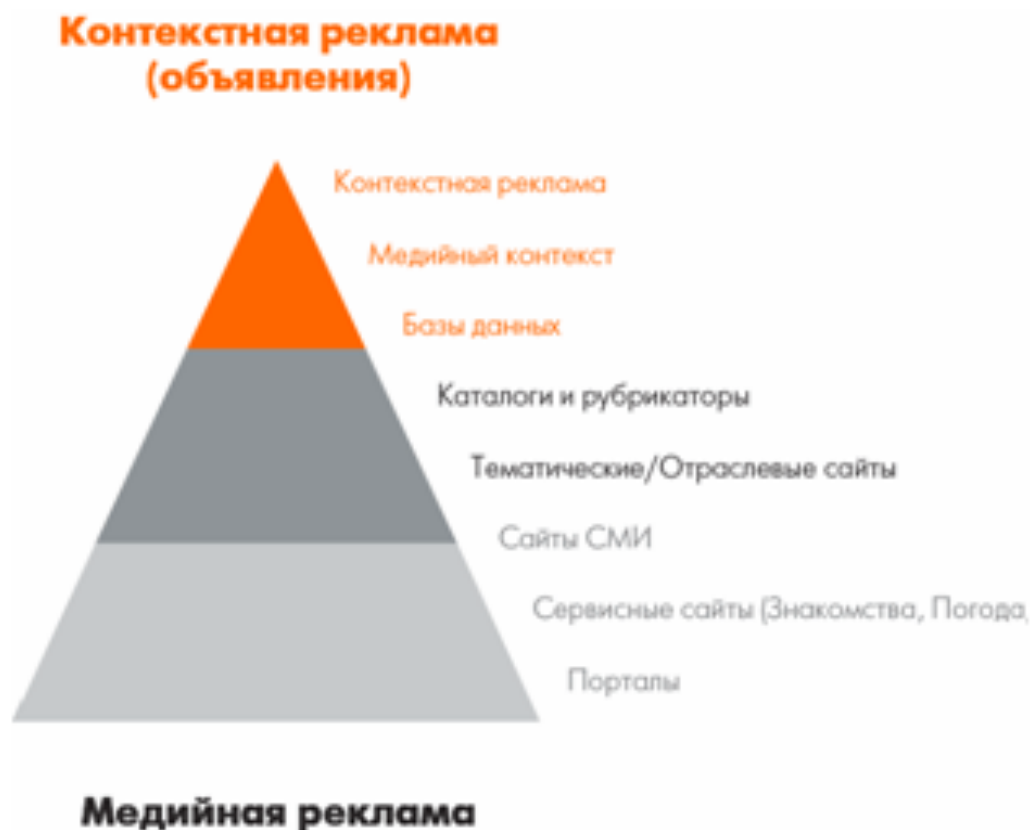 Контекстная реклама
(объявления)
Контекстная реклама
Медийный контекст
Базы данных
Каталоги и рубрикаторы
Тематические/Отраслевые сайты
Сайты СМИ
Сервисные сайты (Знакомства, Погода,
Порталы
Медийная реклама